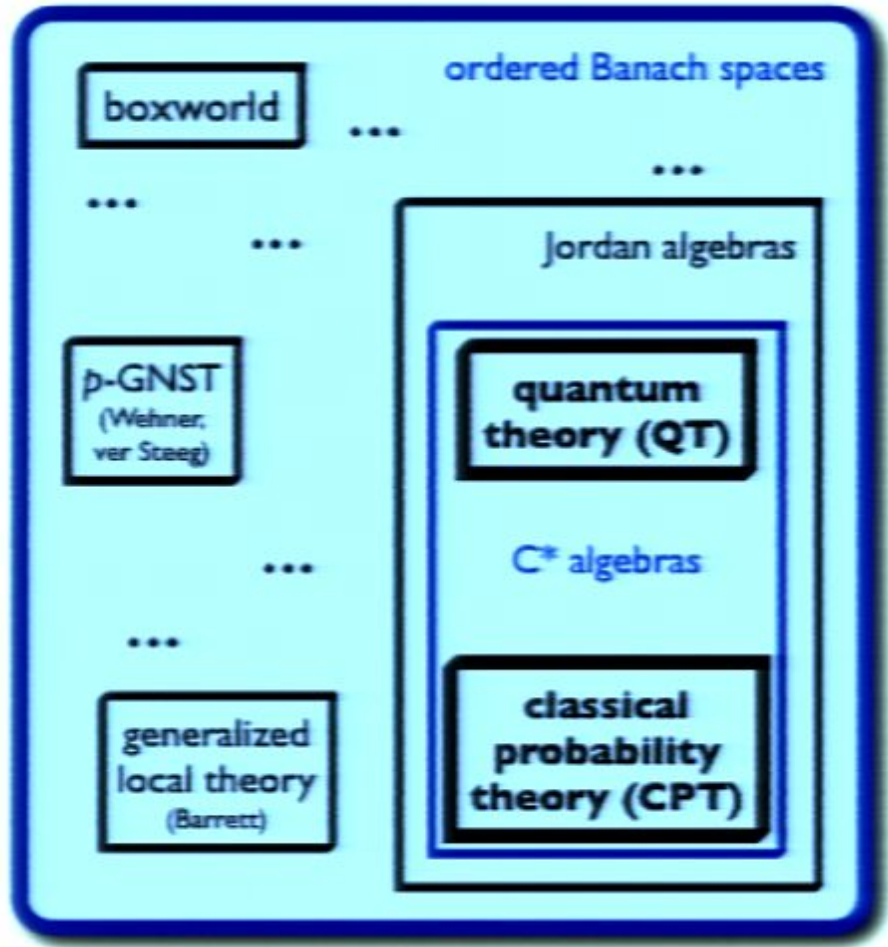 ordered Banach spaces
boxworld
...
...
...
...
Jordan algebras
p-GNST
(Wehner,
ver Steeg)
quantum
theory (QT)
C* algebras
...
...
generalized
local theory
(Barrett)
classical
probability
theory (CPT)